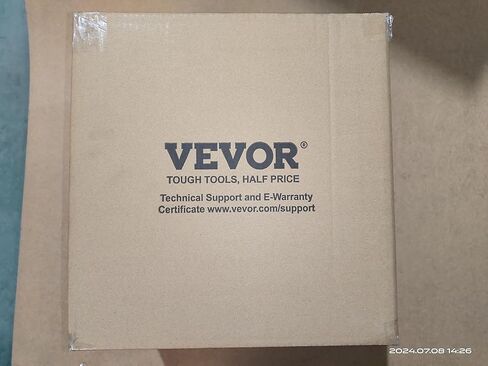 VEVOR®
TOUGH TOOLS, HALF PRICE
Technical Support and E-Warranty
Certificate www.vevor.com/support
2024.07.08 14:26